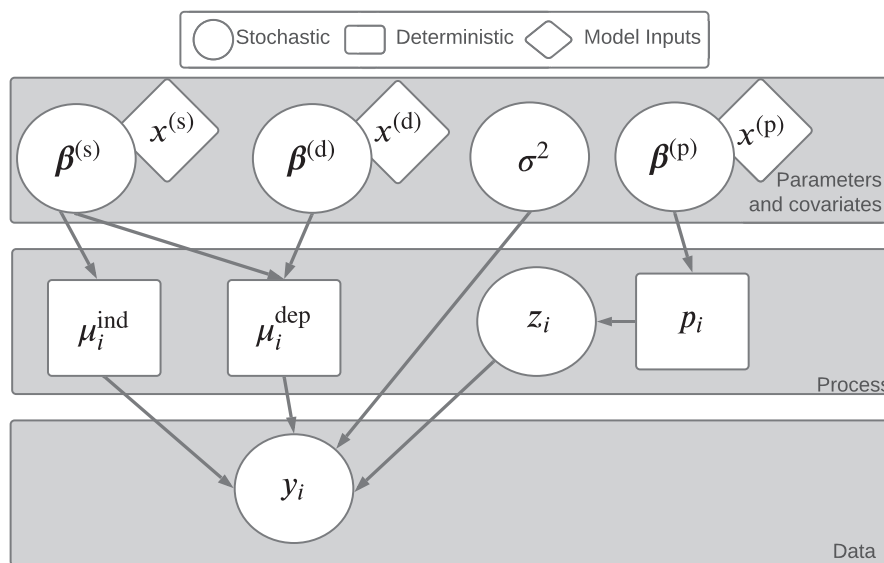 Stochastic Deterministic Model Inputs
β(s) x(s) β(d) x(d) σ2 β(p) x(p)
Parameters
and covariates
μiind μidep zi pi
Process
yi
Data